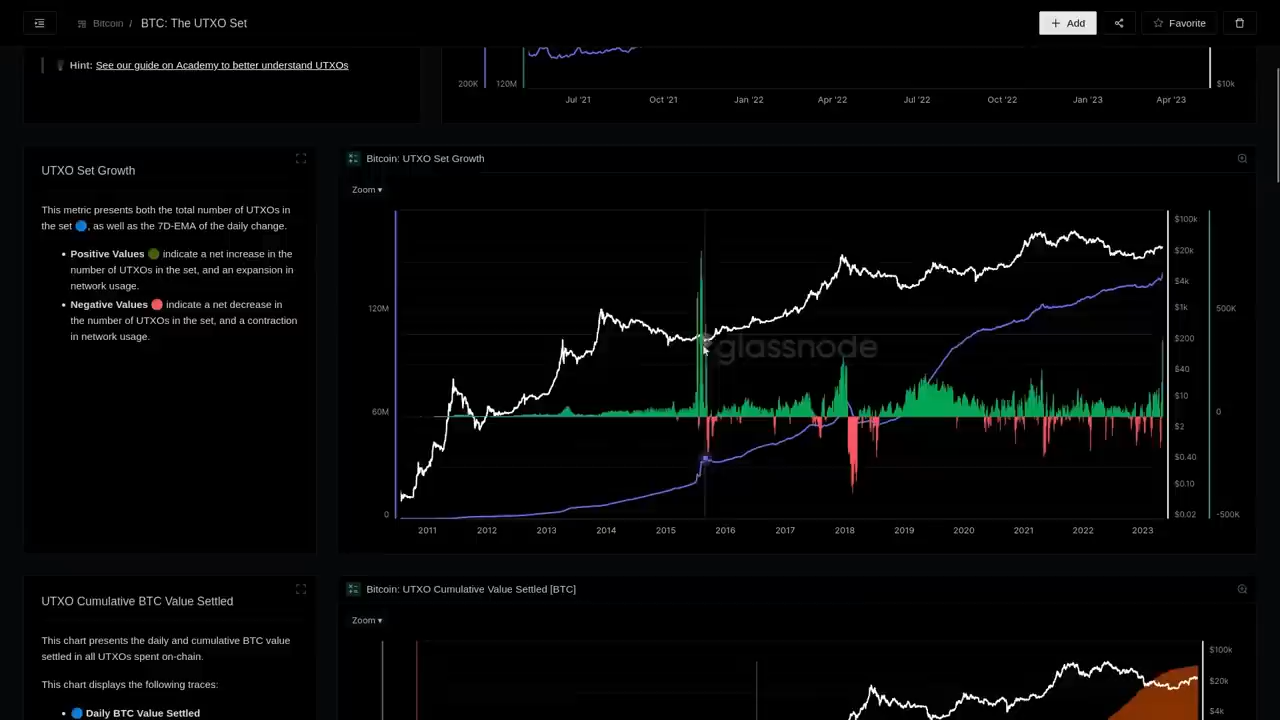 Bitcoin / BTC: The UTXO Set
Add
Favorite
Hint: See our guide on Academy to better understand UTXOs
200K 120M $10k
Jul '21 Oct '21 Jan '22 Apr '22 Jul '22 Oct '22 Jan '23 Apr '23
UTXO Set Growth
This metric presents both the total number of UTXOs in
the set 🔵, as well as the 7D-EMA of the daily change.
• Positive Values 🟢 indicate a net increase in the
number of UTXOs in the set, and an expansion in
network usage.
• Negative Values 🔴 indicate a net decrease in
the number of UTXOs in the set, and a contraction
in network usage.
Bitcoin: UTXO Set Growth
Zoom ▾
glassnode
120M
60M
0
$100k
$20k
$4k
$1k
$200
$40
$10
$2
$0.40
$0.10
$0.02
500K
0
-500K
2011 2012 2013 2014 2015 2016 2017 2018 2019 2020 2021 2022 2023
UTXO Cumulative BTC Value Settled
This chart presents the daily and cumulative BTC value
settled in all UTXOs spent on-chain.
This chart displays the following traces:
• 🔵 Daily BTC Value Settled
Bitcoin: UTXO Cumulative Value Settled [BTC]
Zoom ▾
$100k
$20k
$4k